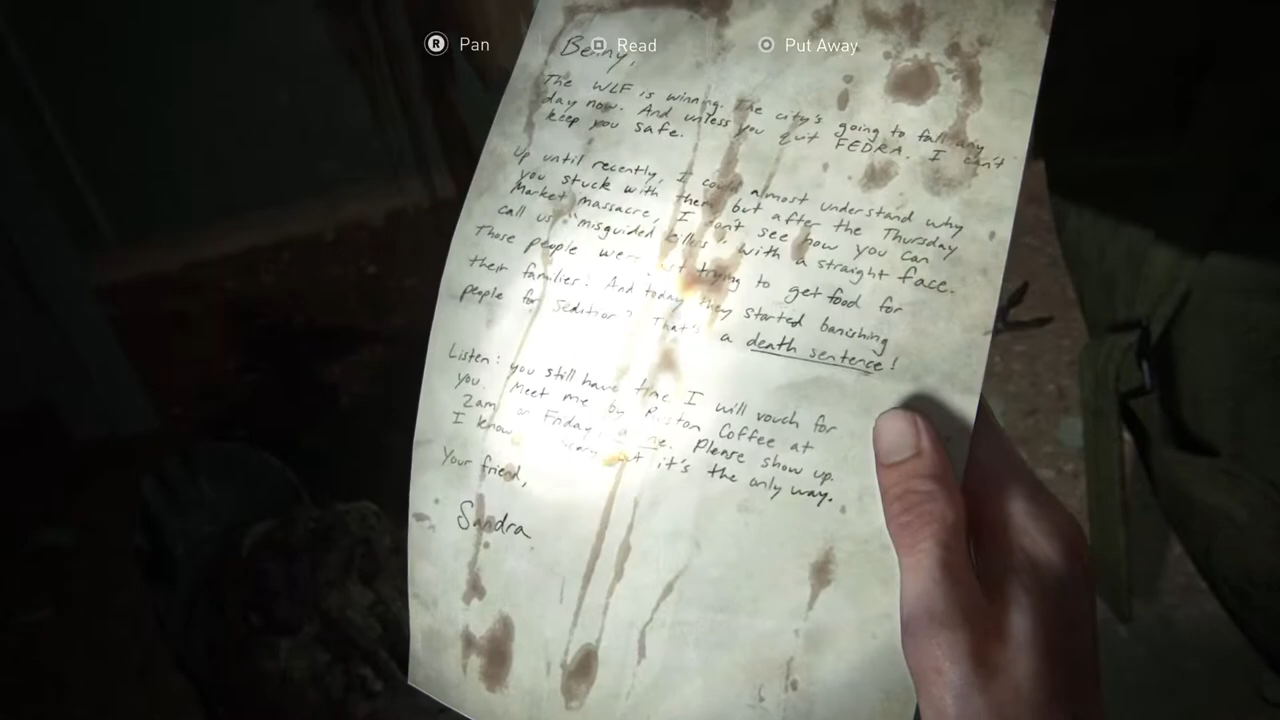 Pan
Read
Put Away
Benny,
The WLF is winning. The city's going to fall any
day now. And unless you quit FEDRA. I can't
keep you safe.
Up until recently, I could almost understand why
you stuck with them but after the Thursday
Market massacre, I don't see how you can
call us "misguided killers" with a straight face.
Those people were trying to get food for
their families! And today they started banishing
people for sedition? That's a death sentence!
Listen: you still have time I will vouch for
you. Meet me by Ruston Coffee at
2am on Friday, Please show up.
I know it's the only way.
Your friend,
Sandra